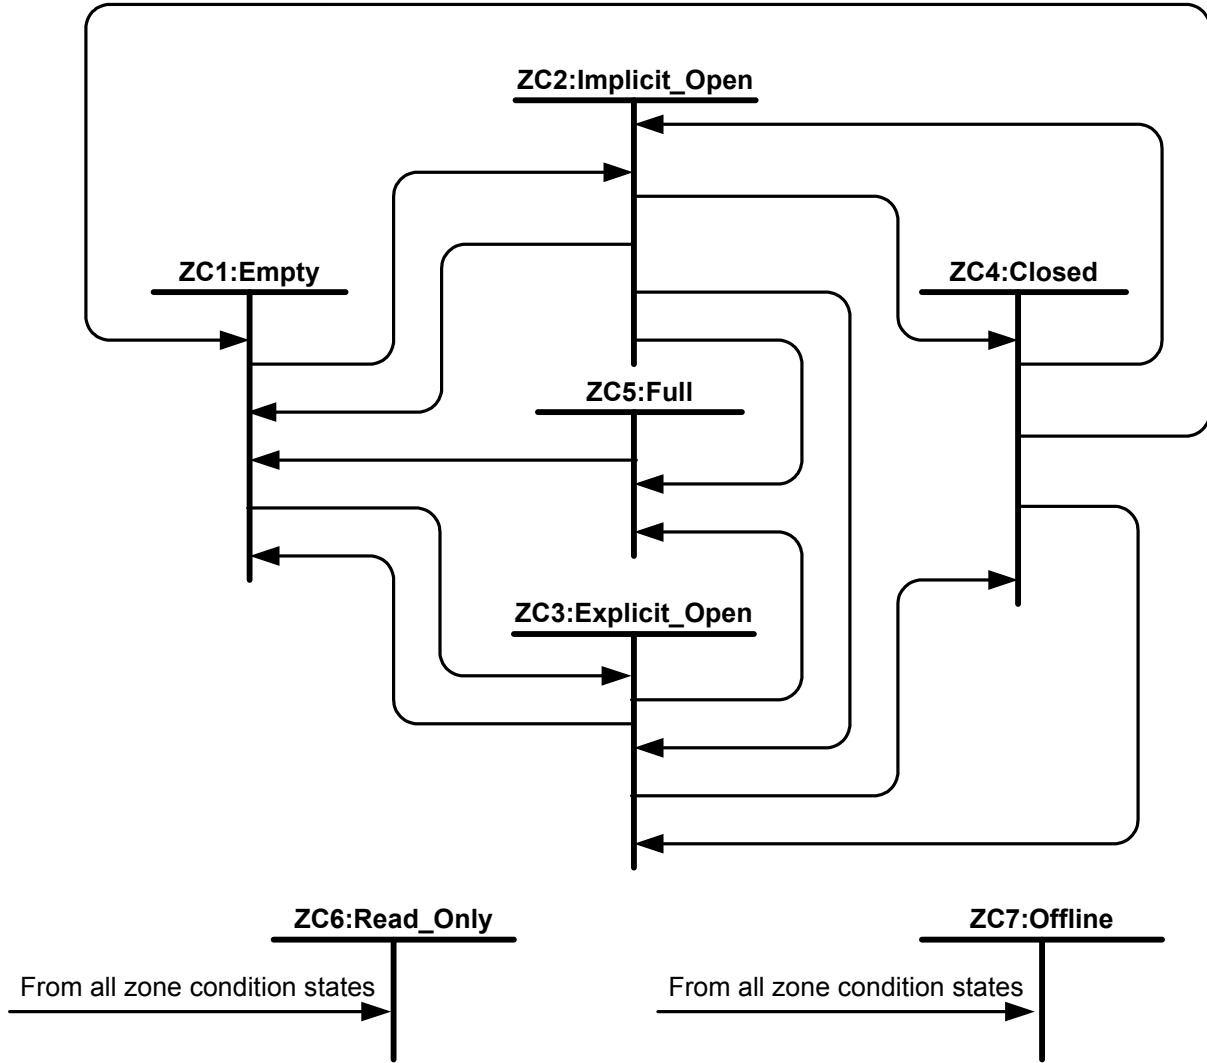 ZC2:Implicit_Open
ZC1:Empty
ZC4:Closed
ZC5:Full
ZC3:Explicit_Open
ZC6:Read_Only
ZC7:Offline
From all zone condition states
From all zone condition states